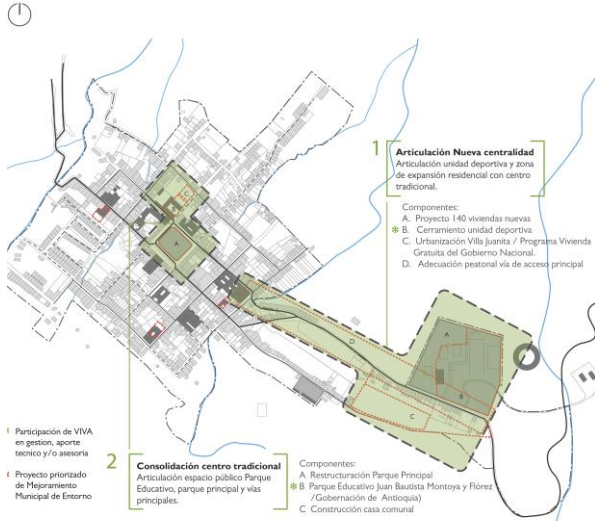 1
Articulación Nueva centralidad
Articulación unidad deportiva y zona
de expansión residencial con centro
tradicional.
Componentes:
A. Proyecto 140 viviendas nuevas
* B. Cerramiento unidad deportiva
C. Urbanización Villa Juanita / Programa Vivienda
Gratuita del Gobierno Nacional.
D. Adecuación peatonal vía de acceso principal
C
B
A
D
A
B
C
Participación de VIVA
en gestion, aporte
tecnico y/o asesoria
Proyecto priorizado
de Mejoramiento
Municipal de Entorno
2
Consolidación centro tradicional
Articulación espacio público Parque
Educativo, parque principal y vías
principales.
Componentes:
A Restructuración Parque Principal
* B Parque Educativo Juan Bautista Montoya y Flórez
/Gobernación de Antioquia)
C Construcción casa comunal